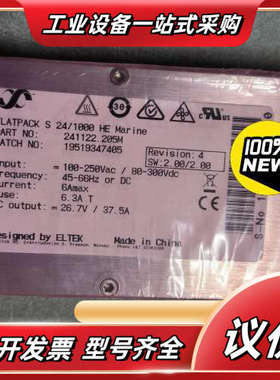 工业设备一站式采购
FLATPACK S 24/1000 HE Marine
PART NO: 241122.205M
BATCH 19519347405
Revision: 4
SW:2.00/2.00
100%
NEW
Input = 100-250Vac / 80-300Vdc
Frequency: 45-66Hz or DC
Current = 6Amax
= 6.3A T
DC output = 26.7V / 37.5A
by ELTEK
Made in China
S-No
可开发票 型号齐全
议价